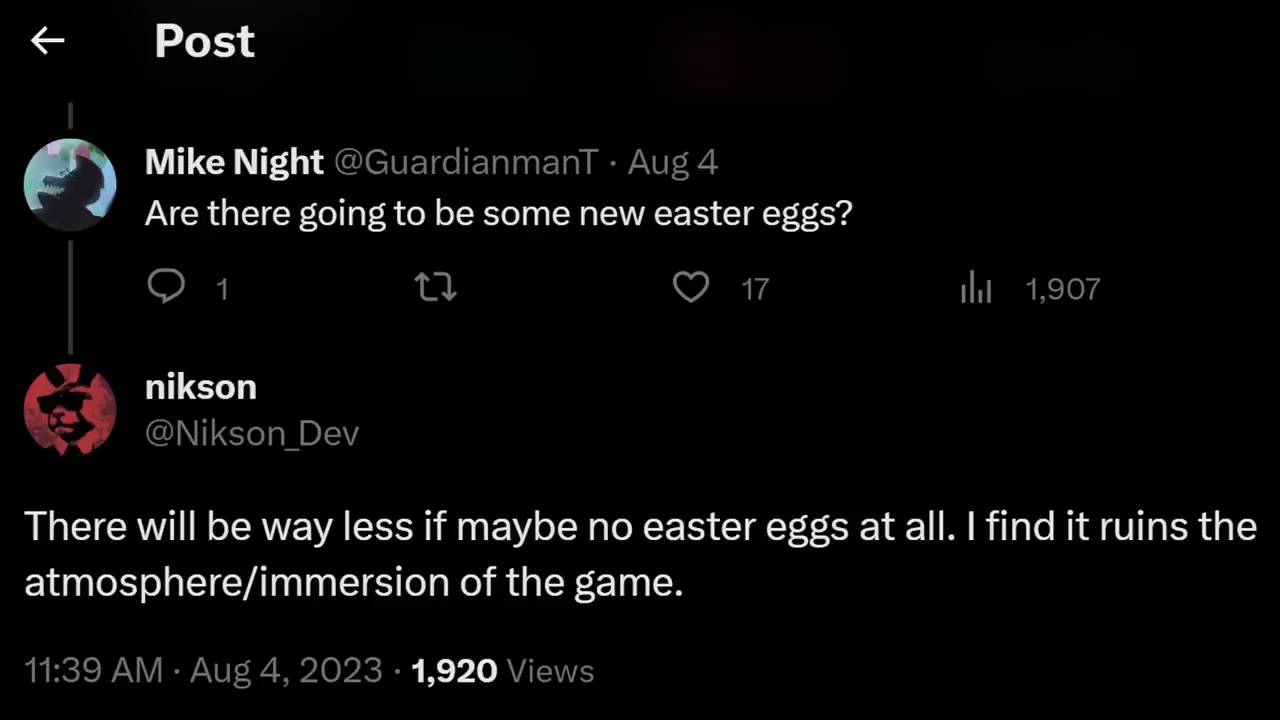 Post
Mike Night @GuardianmanT · Aug 4
Are there going to be some new easter eggs?
1 17 1,907
nikson
@Nikson_Dev
There will be way less if maybe no easter eggs at all. I find it ruins the
atmosphere/immersion of the game.
11:39 AM · Aug 4, 2023 · 1,920 Views